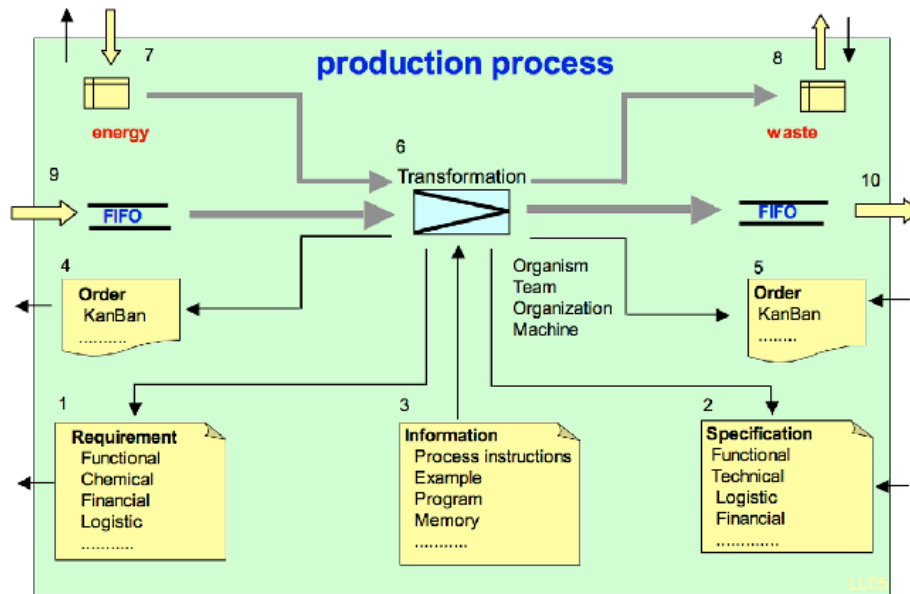 production process
7
energy
8
waste
6
Transformation
9
FIFO
10
FIFO
4
Order
KanBan
...........
Organism
Team
Organization
Machine
5
Order
KanBan
........
1
Requirement
Functional
Chemical
Financial
Logistic
...........
3
Information
Process instructions
Example
Program
Memory
...........
2
Specification
Functional
Technical
Logistic
Financial
.............
LL05